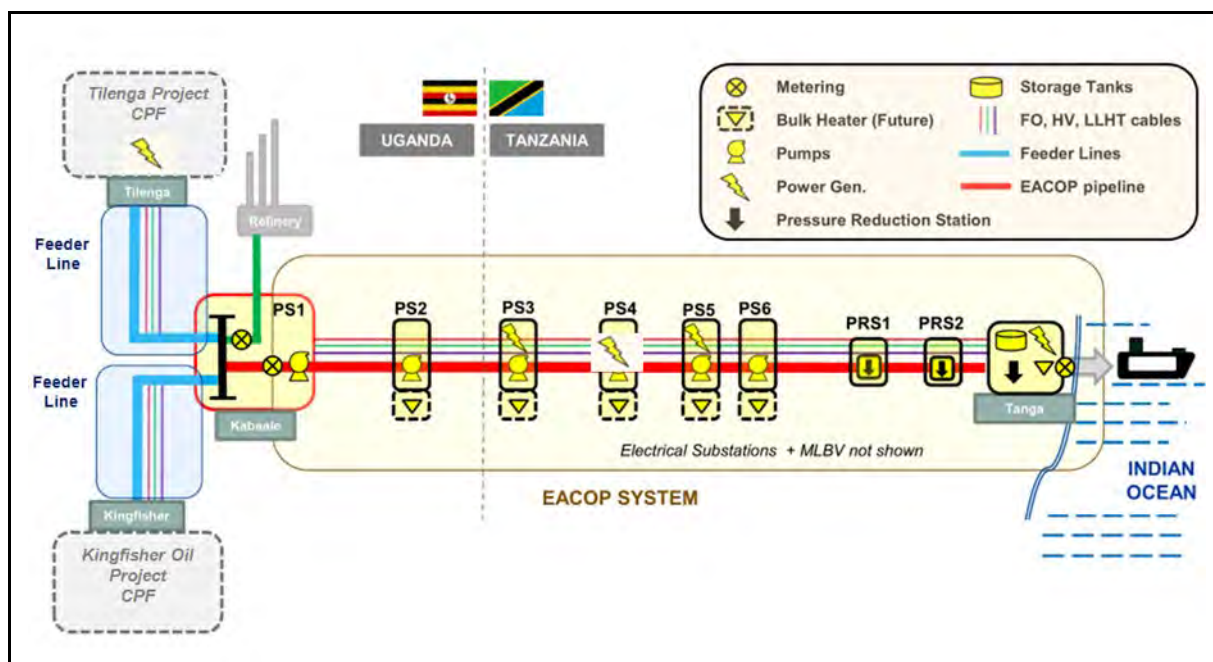 Tilenga Project
CPF
Tilenga
Feeder
Line
Refinery
UGANDA
TANZANIA
Metering
Storage Tanks
Bulk Heater (Future)
FO, HV, LLHT cables
Pumps
Feeder Lines
Power Gen.
EACOP pipeline
Pressure Reduction Station
PS1
PS2
PS3
PS4
PS5
PS6
PRS1
PRS2
Feeder
Line
Kabaale
Tanga
Electrical Substations + MLBV not shown
EACOP SYSTEM
INDIAN
OCEAN
Kingfisher
Kingfisher Oil
Project
CPF